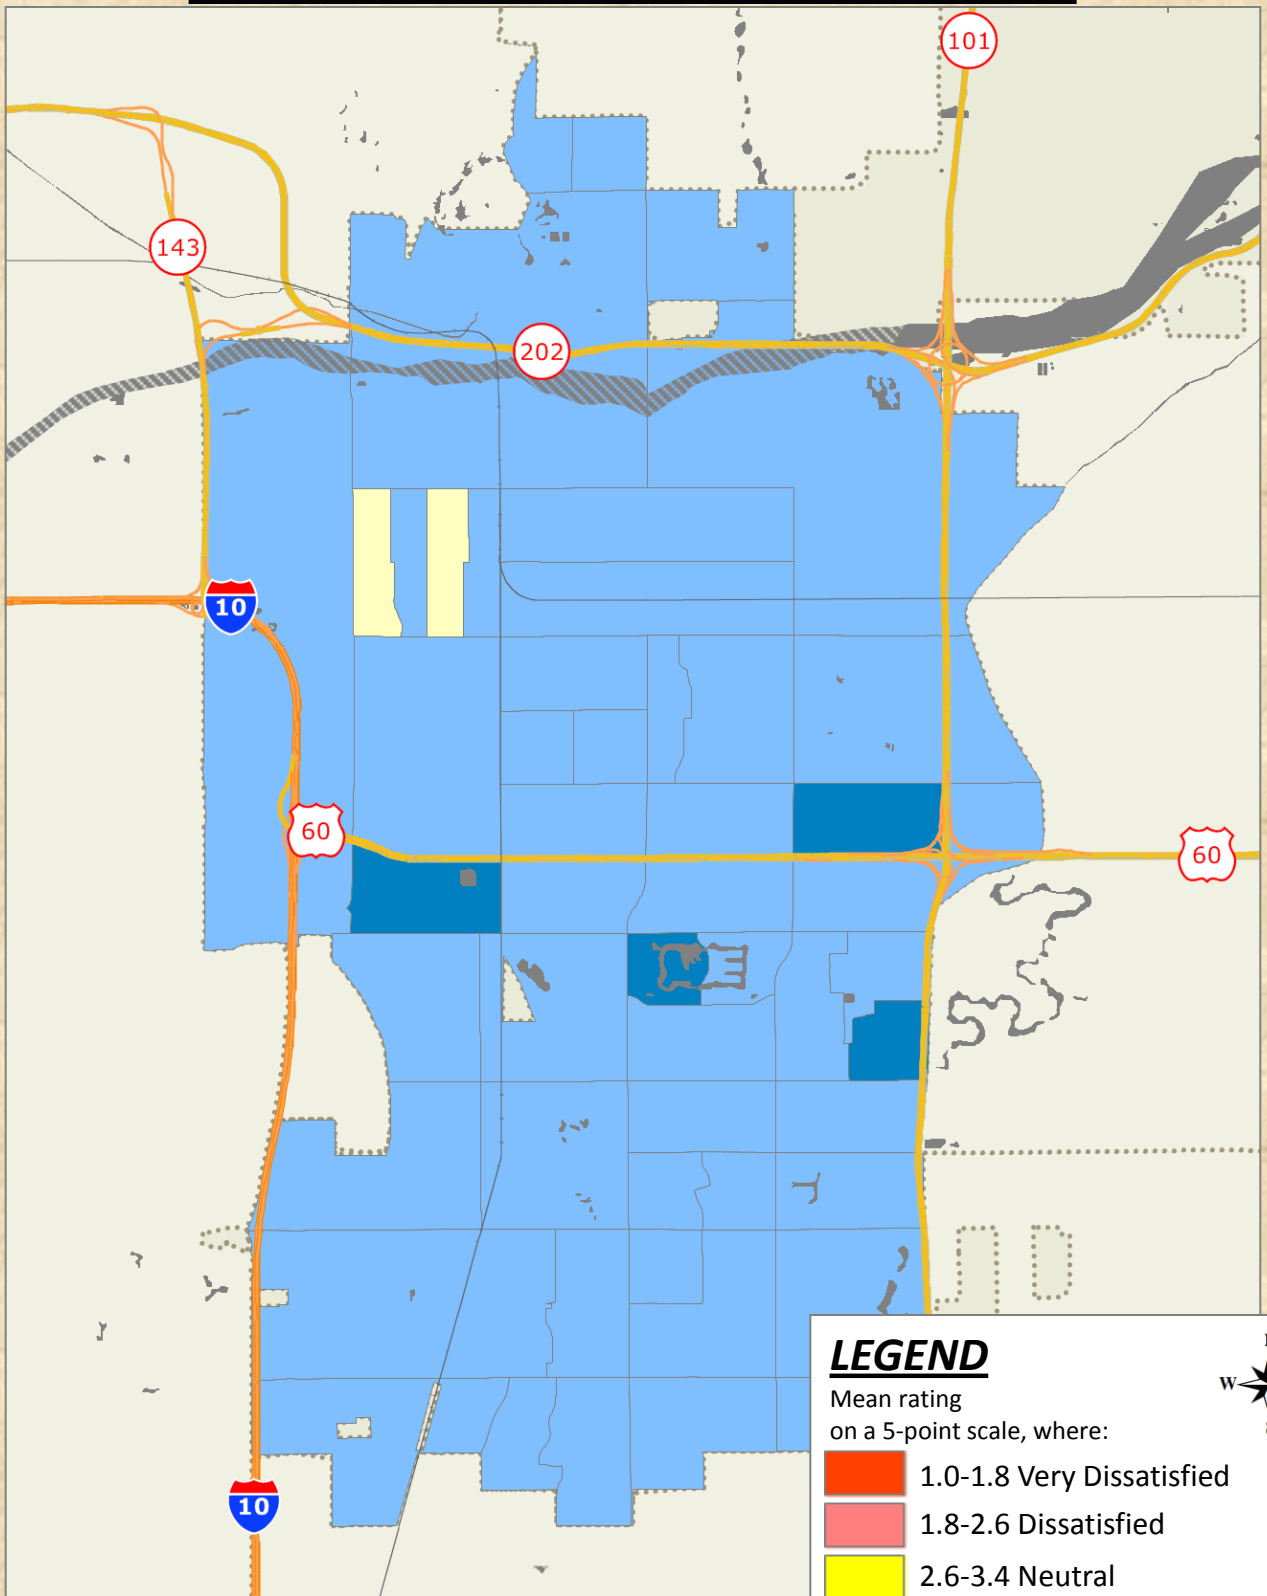 101
143
202
10
60
60
10
LEGEND
Mean rating
on a 5-point scale, where:
W
1.0-1.8 Very Dissatisfied
1.8-2.6 Dissatisfied
2.6-3.4 Neutral